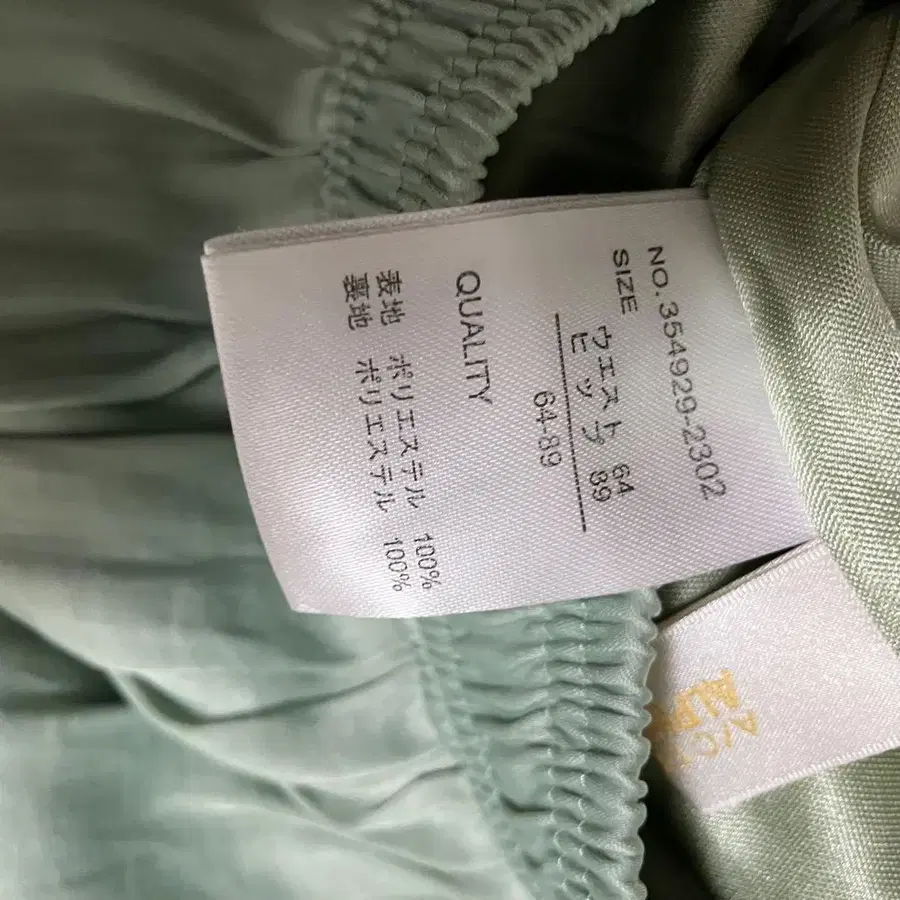 NO. 354929-2302
SIZE
ウエスト 64
ヒップ 89
64-89
QUALITY
表地 ポリエステル 100%
裏地 ポリエステル 100%